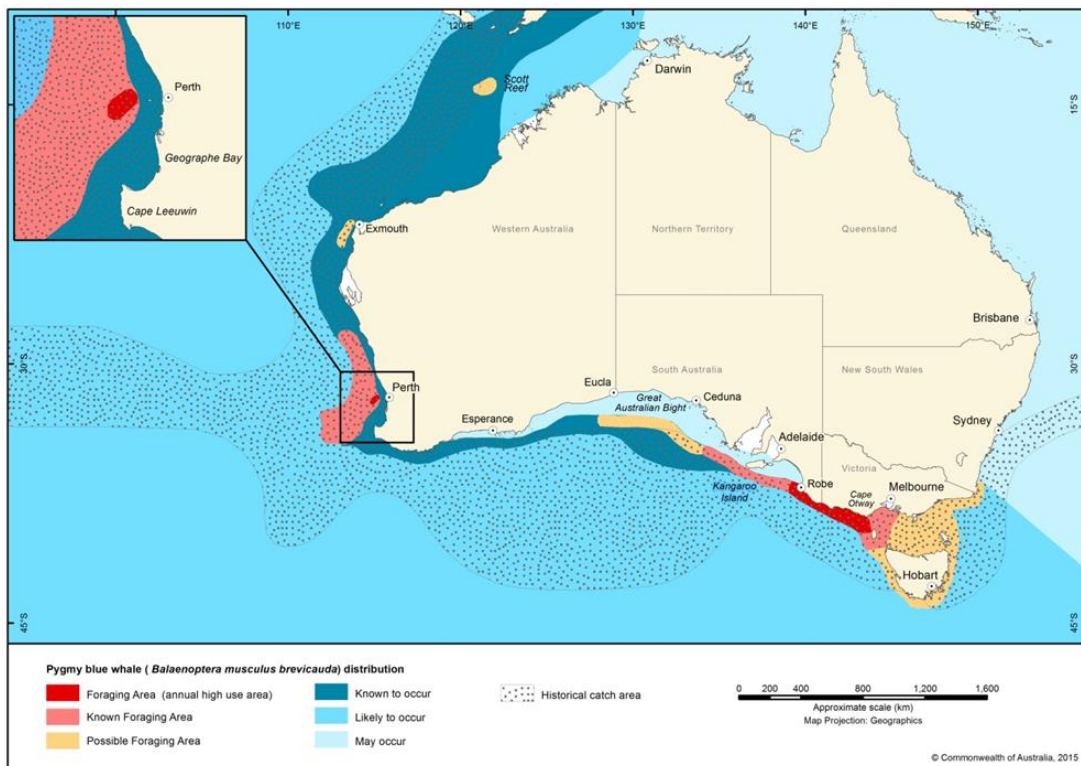 110°E
120°E
130°E
140°E
150°E
Perth
Geographe Bay
Cape Leeuwin
Scott
Reef
Darwin
15°S
15°S
Exmouth
Western Australia
Northern Territory
Queensland
Brisbane
30°S
30°S
Perth
Esperance
Eucla
South Australia
Great
Australian Bight
Ceduna
New South Wales
Sydney
Adelaide
Victoria
Melbourne
Robe
Cape
Otway
Kangaroo
Island
Hobart
45°S
45°S
Pygmy blue whale ( Balaenoptera musculus brevicauda) distribution
Foraging Area (annual high use area)
Known to occur
Historical catch area
Known Foraging Area
Likely to occur
Possible Foraging Area
May occur
0 200 400 800 1,200 1,600
Approximate scale (km)
Map Projection: Geographics
© Commonwealth of Australia, 2015